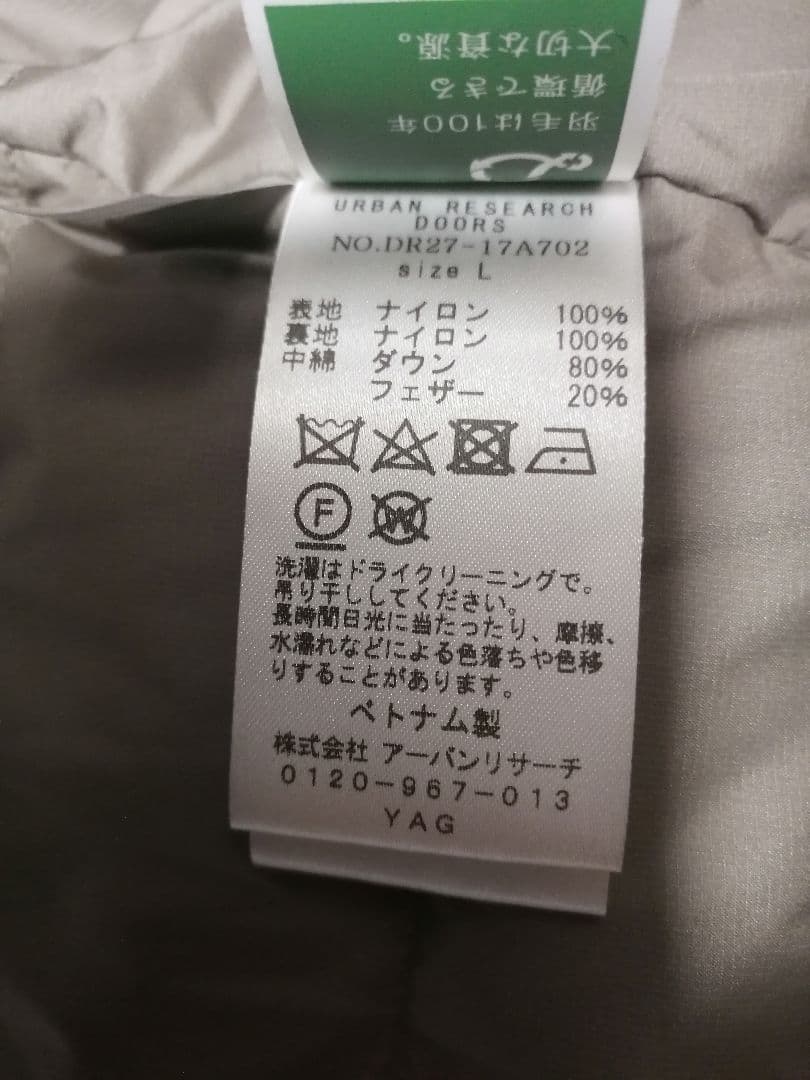 羽毛は100年
循環できる
大切な資源。
URBAN RESEARCH
DOORS
NO.DR27-17A702
size L
表地 ナイロン 100%
裏地 ナイロン 100%
中綿 ダウン 80%
フェザー 20%
F
W
洗濯はドライクリーニングで。
吊り干ししてください。
長時間日光に当たったり、摩擦、
水濡れなどによる色落ちや色移
りすることがあります。
ベトナム製
株式会社 アーバンリサーチ
0120-967-013
YAG